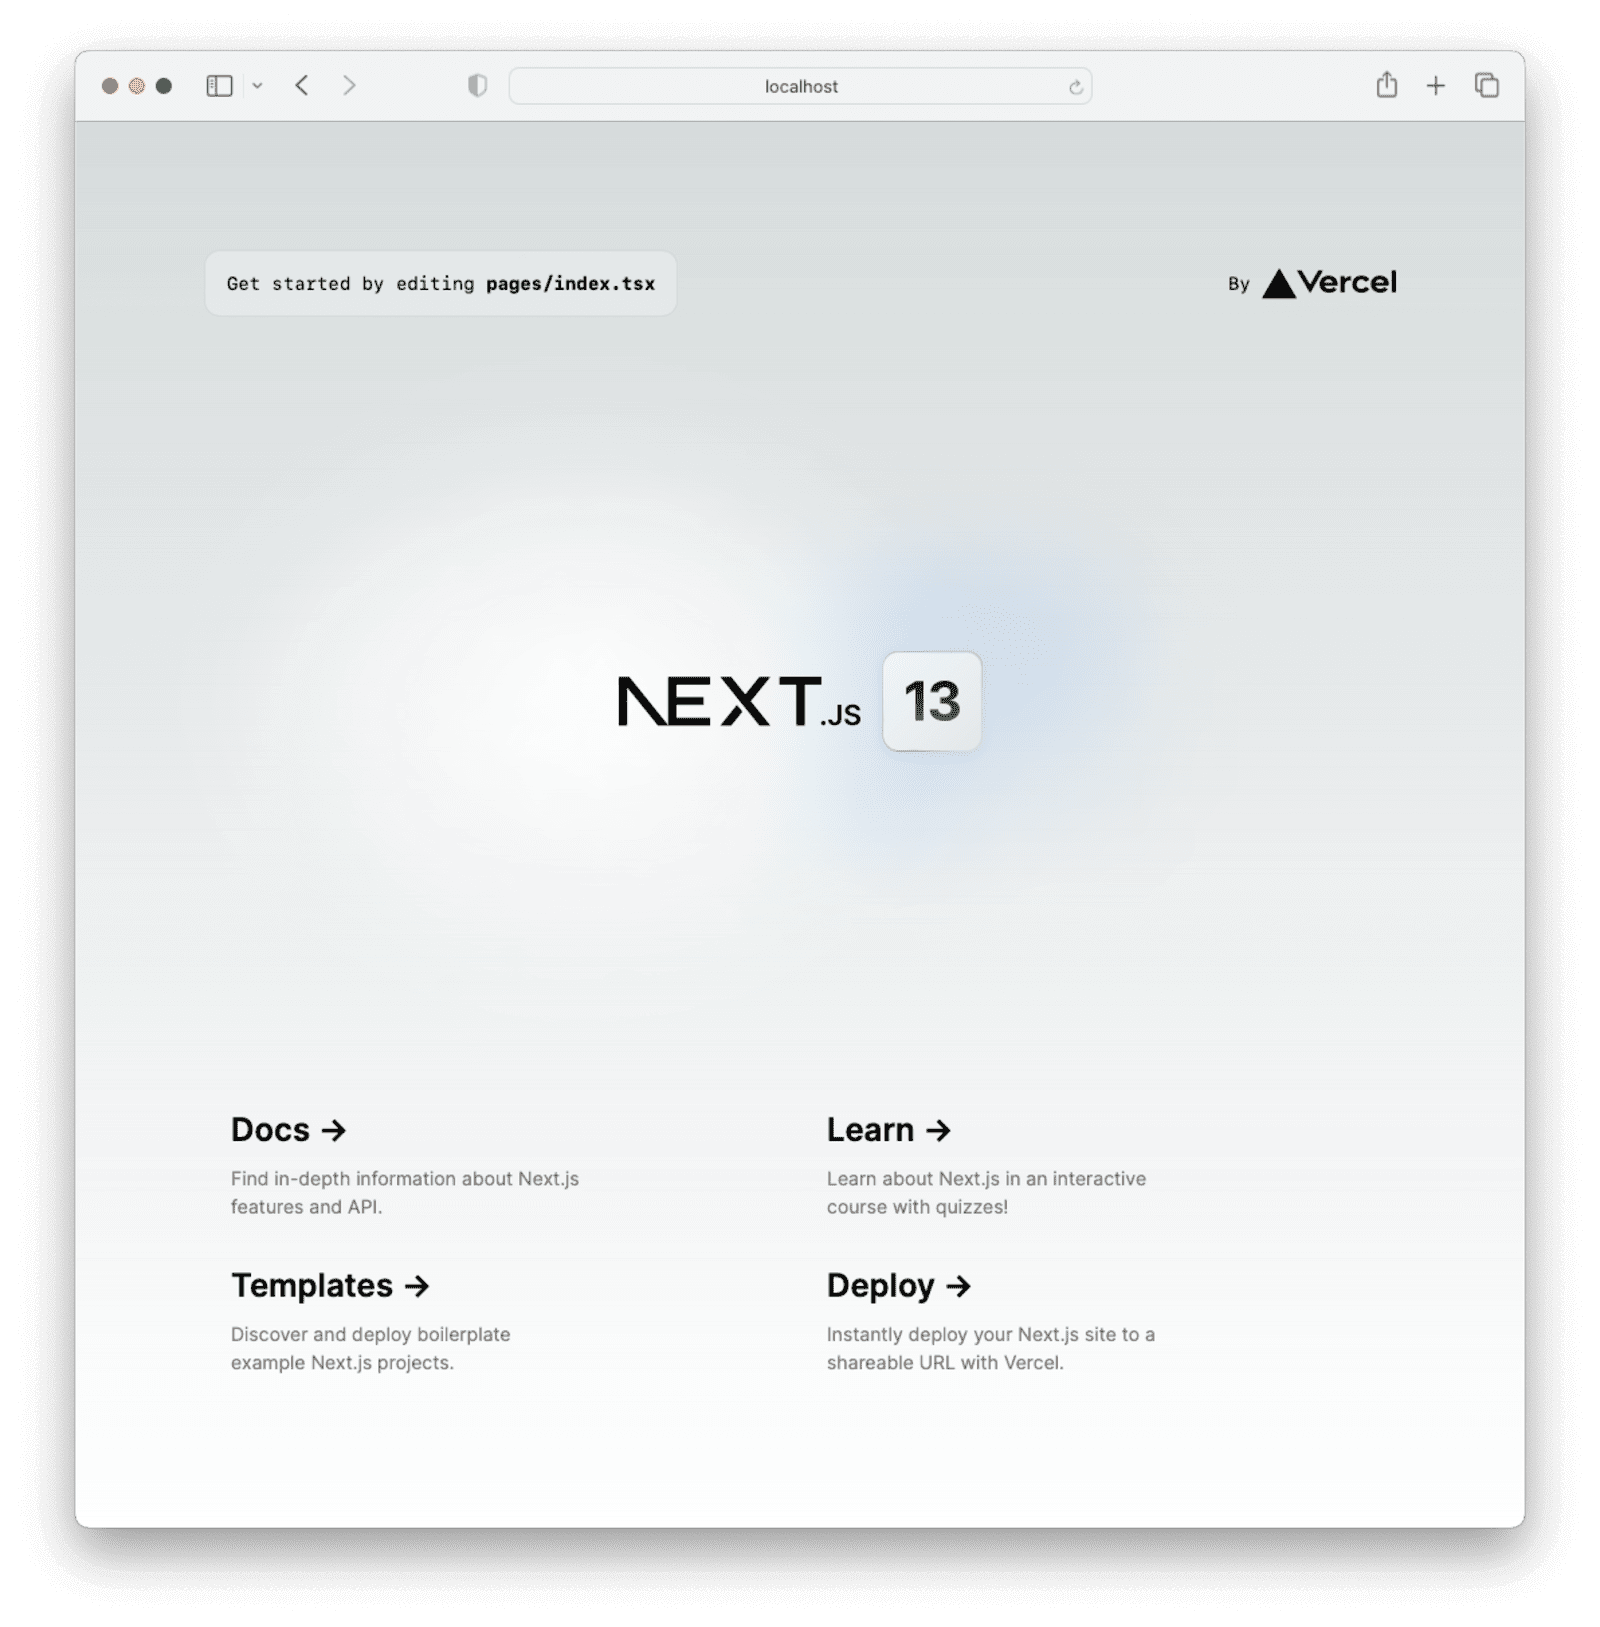 localhost
Get started by editing pages/index.tsx
By Vercel
NEXT.JS 13
Docs →
Find in-depth information about Next.js
features and API.
Learn →
Learn about Next.js in an interactive
course with quizzes!
Templates →
Discover and deploy boilerplate
example Next.js projects.
Deploy →
Instantly deploy your Next.js site to a
shareable URL with Vercel.